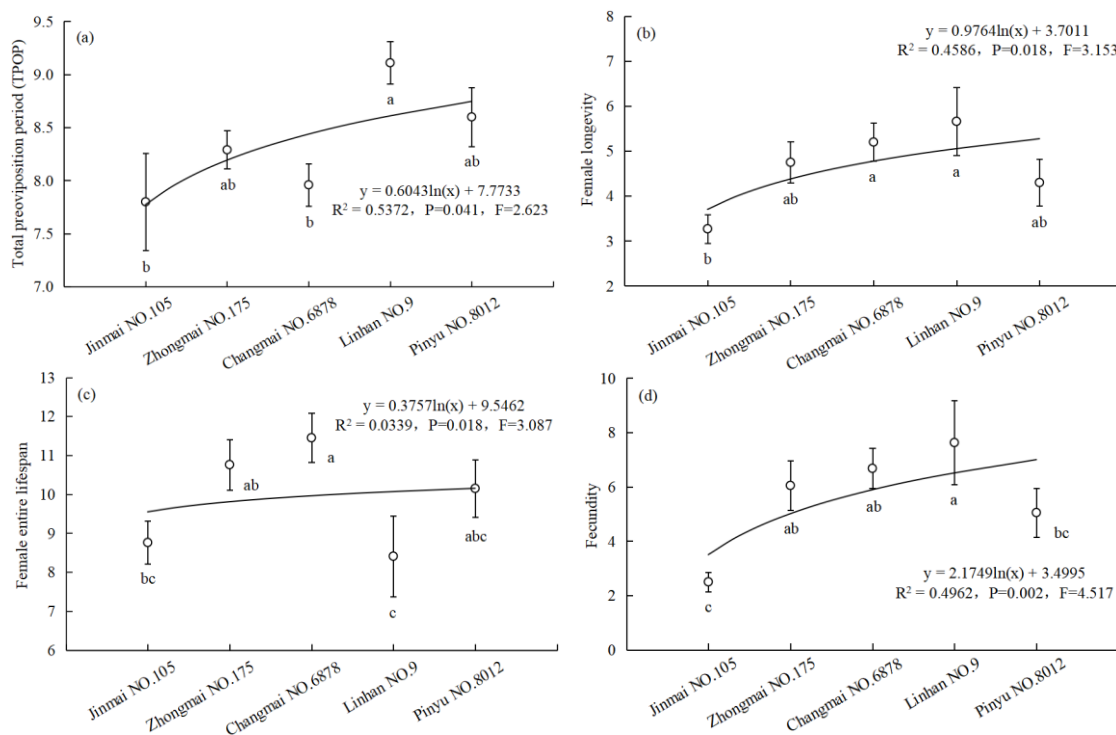 (a)
Total preoviposition period (TPOP)
9.5
9.0
8.5
8.0
7.5
7.0
b
ab
b
a
ab
y = 0.6043ln(x) + 7.7733
R² = 0.5372，P=0.041，F=2.623
Jinmai NO.105
Zhongmai NO.175
Changmai NO.6878
Linhan NO.9
Pinyu NO.8012
(b)
Female longevity
8
7
6
5
4
3
2
y = 0.9764ln(x) + 3.7011
R² = 0.4586，P=0.018，F=3.153
b
ab
a
a
ab
Jinmai NO.105
Zhongmai NO.175
Changmai NO.6878
Linhan NO.9
Pinyu NO.8012
(c)
Female entire lifespan
13
12
11
10
9
8
7
6
y = 0.3757ln(x) + 9.5462
R² = 0.0339，P=0.018，F=3.087
bc
ab
a
c
abc
Jinmai NO.105
Zhongmai NO.175
Changmai NO.6878
Linhan NO.9
Pinyu NO.8012
(d)
Fecundity
10
8
6
4
2
0
c
ab
ab
a
bc
y = 2.1749ln(x) + 3.4995
R² = 0.4962，P=0.002，F=4.517
Jinmai NO.105
Zhongmai NO.175
Changmai NO.6878
Linhan NO.9
Pinyu NO.8012